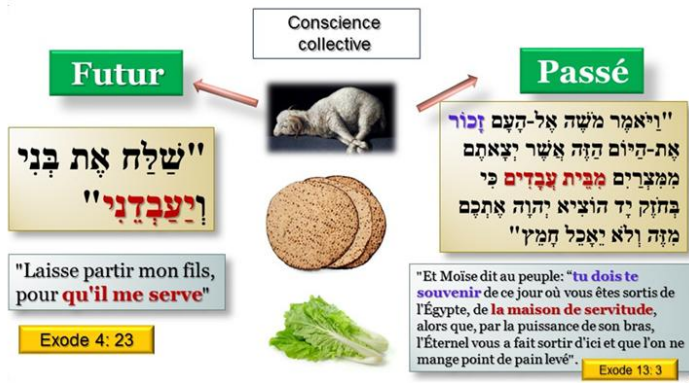 Conscience
collective
Futur
Passé
"שַׁלַּח אֶת בְּנִי
וְיַעַבְדֵנִי"
"Laisse partir mon fils,
pour qu'il me serve"
Exode 4: 23
"וַיֹּאמֶר מֹשֶׁה אֶל-הָעָם זָכוֹר
אֶת-הַיּוֹם הַזֶּה אֲשֶׁר יְצָאתֶם
מִמִּצְרַיִם מִבֵּית עֲבָדִים כִּי
בְּחֹזֶק יָד הוֹצִיא יְהוָה אֶתְכֶם
מִזֶּה וְלֹא יֵאָכֵל חָמֵץ"
"Et Moïse dit au peuple: “tu dois te
souvenir de ce jour où vous êtes sortis de
l'Égypte, de la maison de servitude,
alors que, par la puissance de son bras,
l'Éternel vous a fait sortir d'ici et que l'on ne
mange point de pain levé".
Exode 13: 3